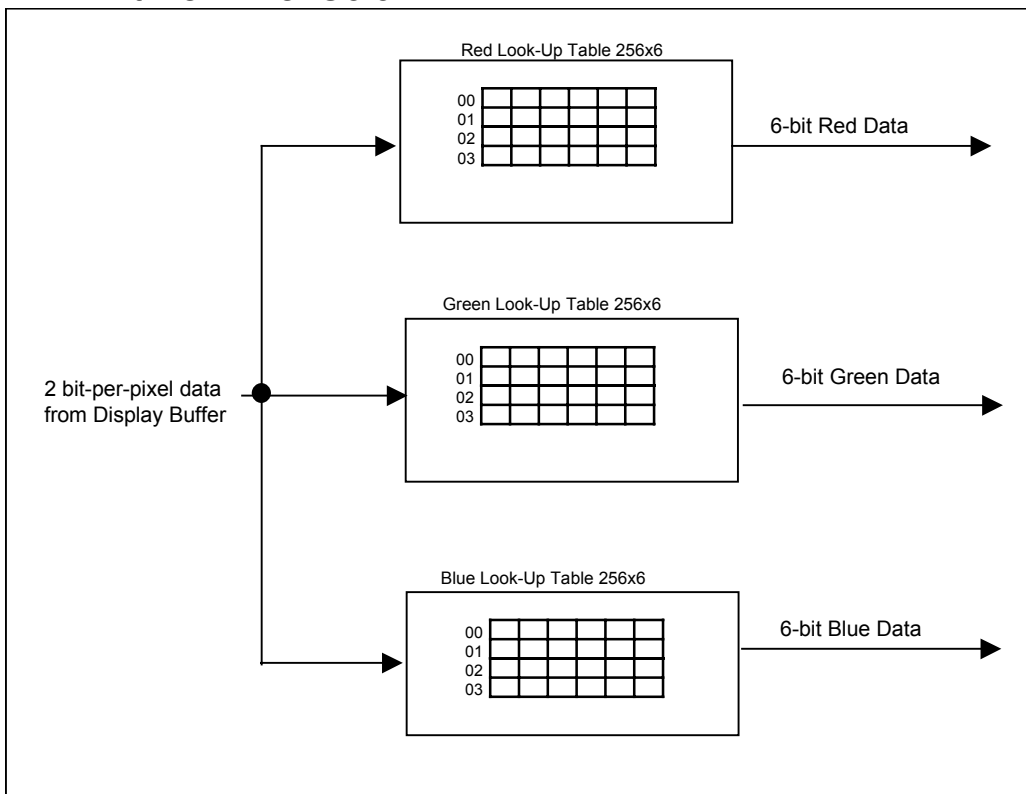 Red Look-Up Table 256x6
00
01
02
03
6-bit Red Data
Green Look-Up Table 256x6
00
01
02
03
6-bit Green Data
2 bit-per-pixel data
from Display Buffer
Blue Look-Up Table 256x6
00
01
02
03
6-bit Blue Data